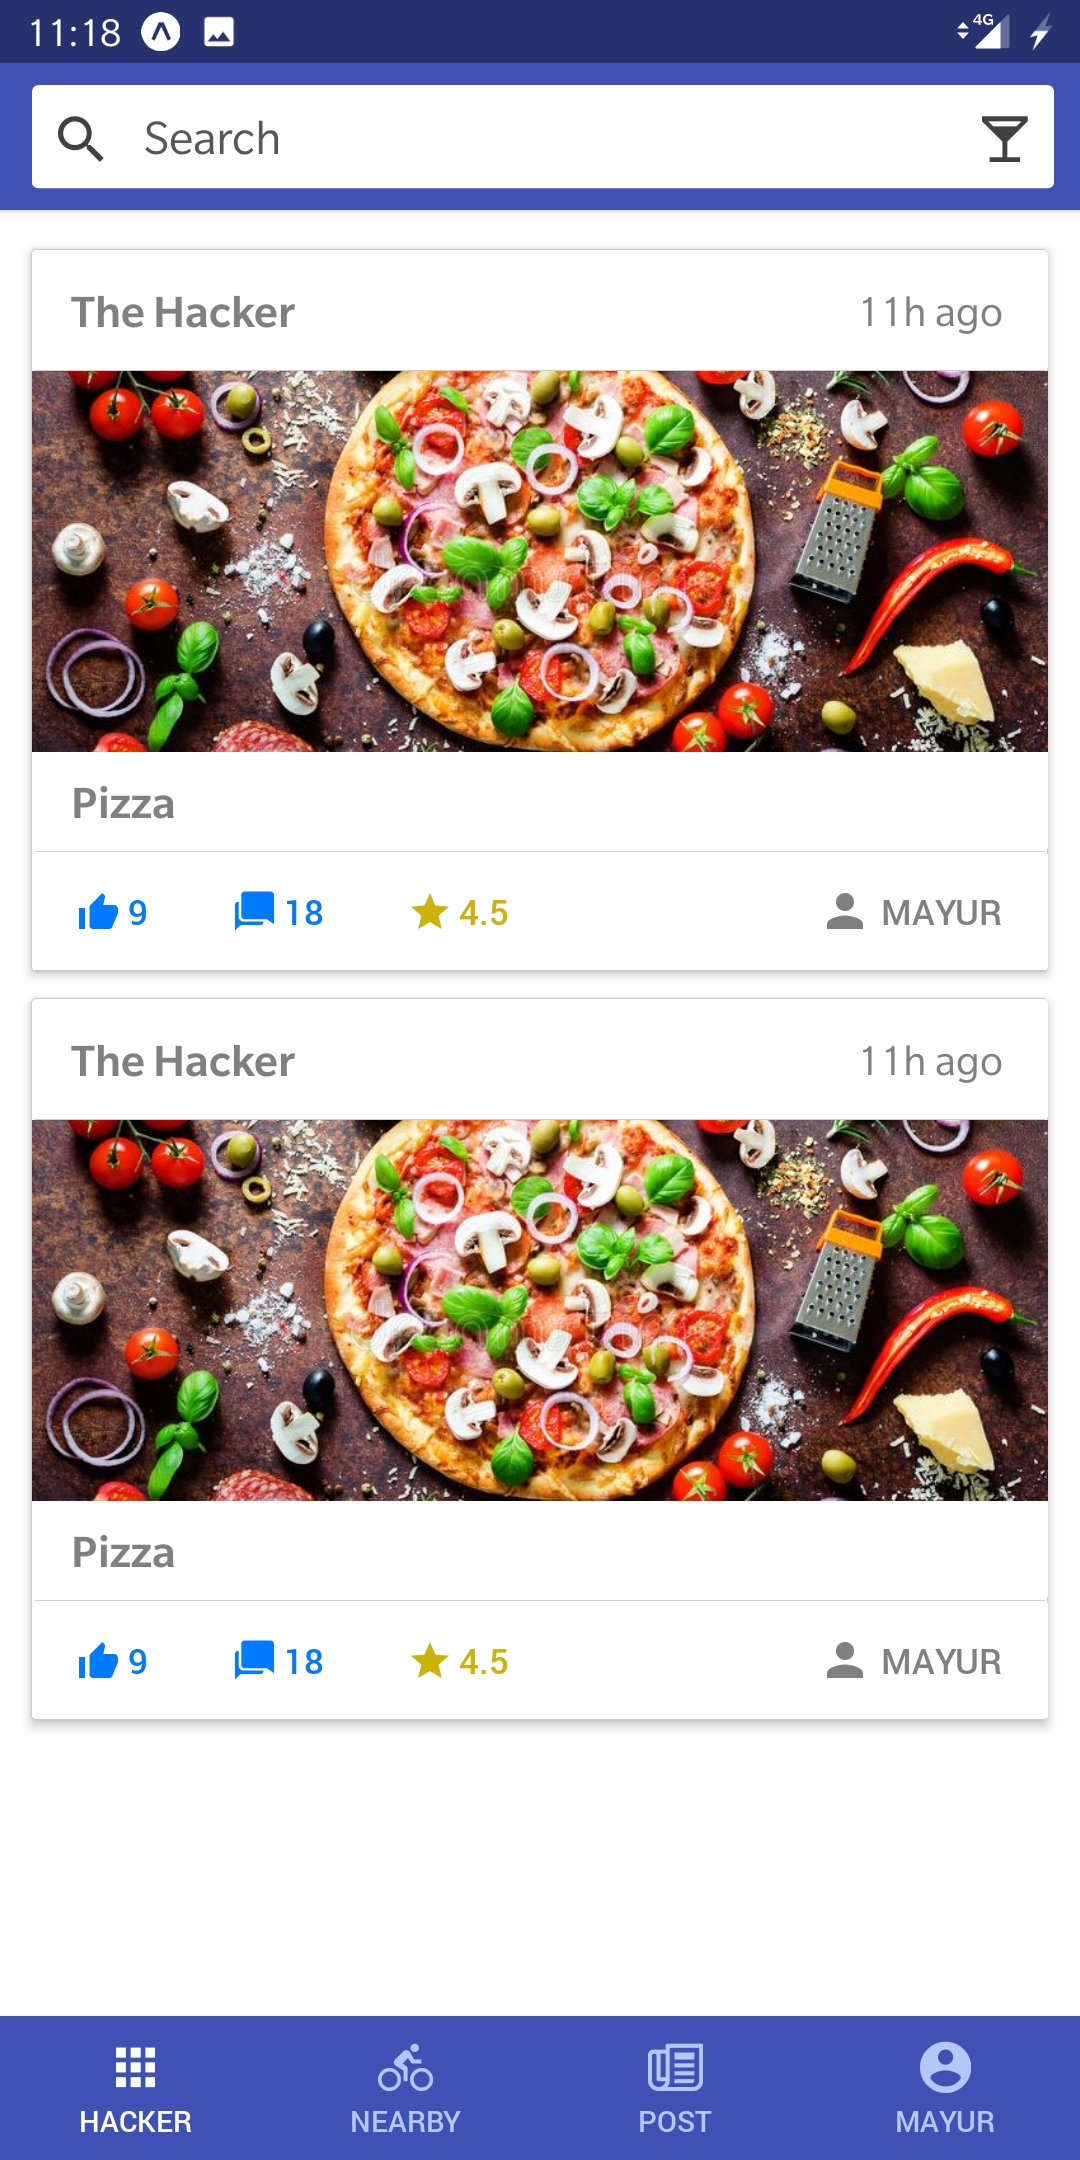 11:18
4G
Search
The Hacker 11h ago
Pizza
9 18 4.5 MAYUR
The Hacker 11h ago
Pizza
9 18 4.5 MAYUR
HACKER NEARBY POST MAYUR